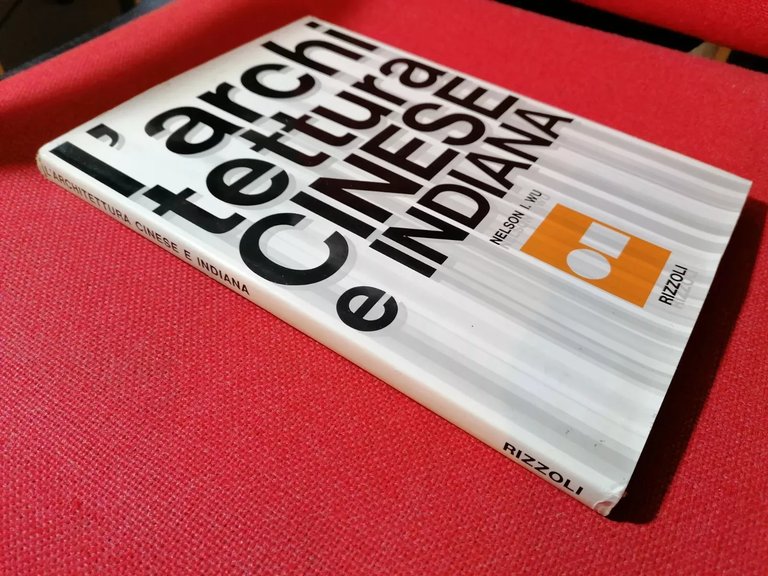 l'archi
tettura
CINESE
e INDIANA
NELSON I. WU
RIZZOLI
L'ARCHITETTURA CINESE E INDIANA
RIZZOLI